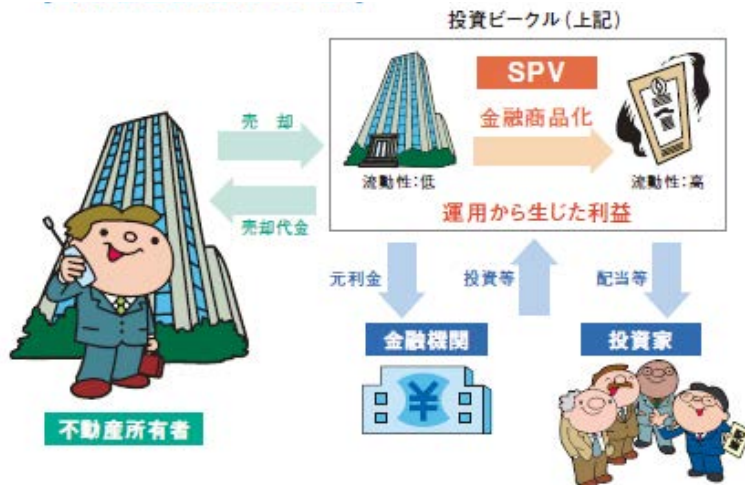 投資ビークル(上記)
SPV
売 却
金融商品化
流動性:低
流動性:高
売却代金
運用から生じた利益
元利金
投資等
配当等
金融機関
投資家
¥
不動産所有者